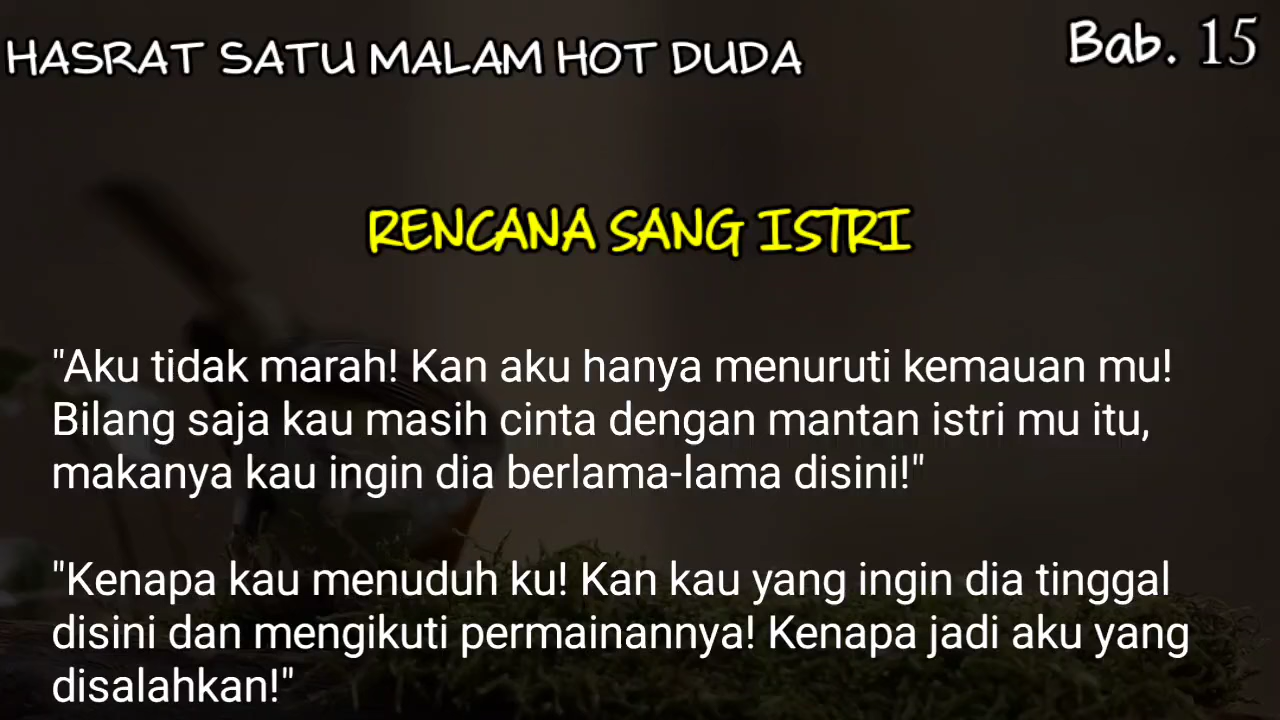 HASRAT SATU MALAM HOT DUDA
Bab. 15
RENCANA SANG ISTRI
"Aku tidak marah! Kan aku hanya menuruti kemauan mu!
Bilang saja kau masih cinta dengan mantan istri mu itu,
makanya kau ingin dia berlama-lama disini!"
"Kenapa kau menuduh ku! Kan kau yang ingin dia tinggal
disini dan mengikuti permainannya! Kenapa jadi aku yang
disalahkan!"